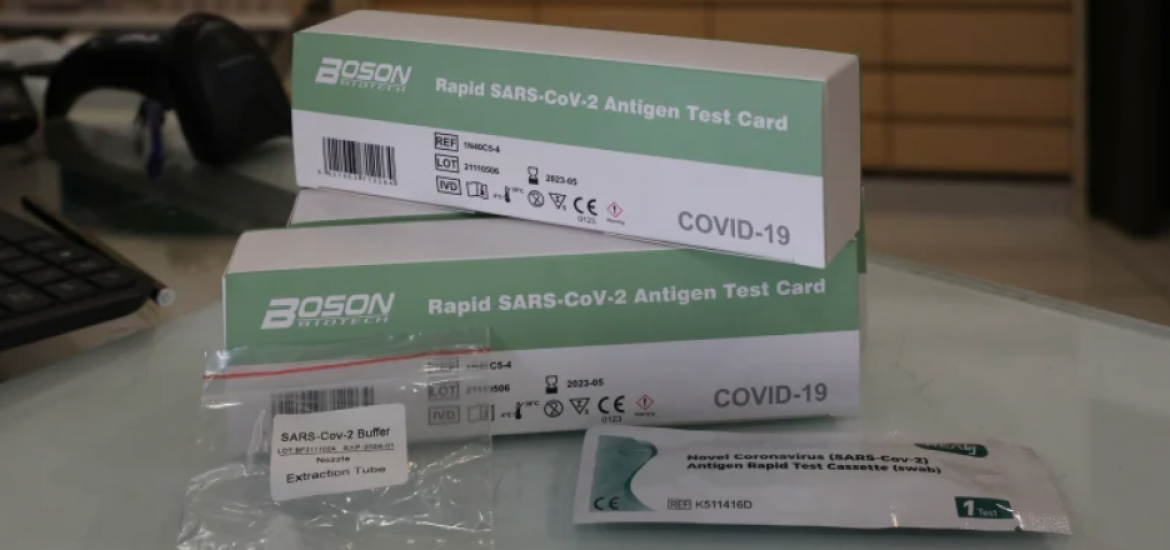 BOSON
BIOTECH
Rapid SARS-CoV-2 Antigen Test Card
REF 1N40C5-4
LOT 21110506
2023-05
IVD
CE
0123
COVID-19
BOSON
BIOTECH
Rapid SARS-CoV-2 Antigen Test Card
LOT 21110506
2023-05
IVD
CE
0123
COVID-19
SARS-Cov-2 Buffer
Nozzle
Extraction Tube
Novel Coronavirus (SARS-Cov-2)
Antigen Rapid Test Cassette (swab)
CE
REF K511416D
1 Test